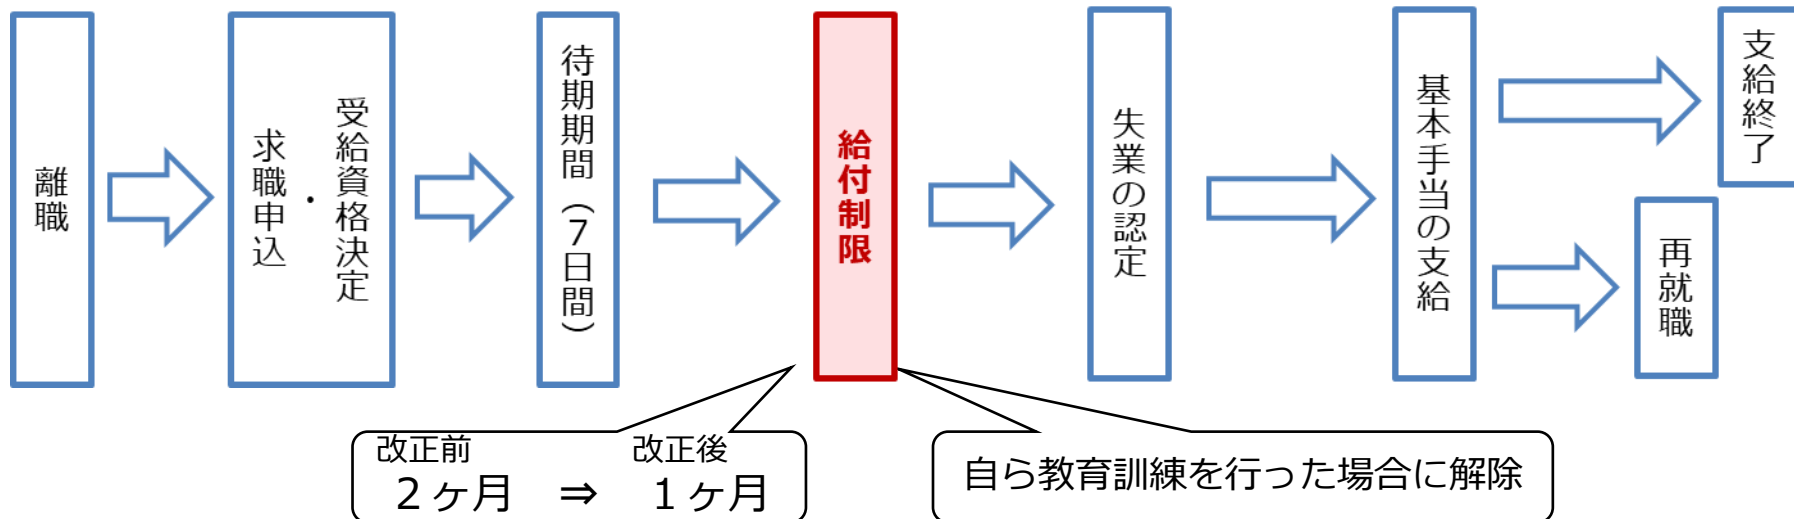 離職
受給資格決定
・
求職申込
待期期間（7日間）
給付制限
失業の認定
基本手当の支給
支給終了
再就職
改正前 改正後
２ヶ月 ⇒ １ヶ月
自ら教育訓練を行った場合に解除